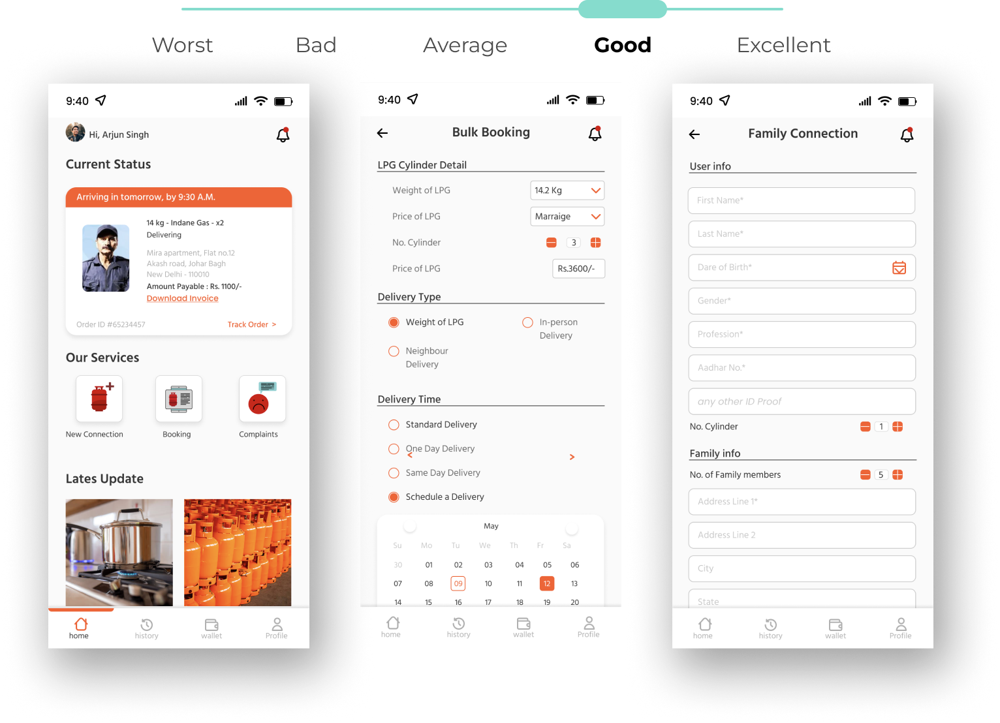 Worst Bad Average Good Excellent
9:40
Hi, Arjun Singh
Current Status
Arriving in tomorrow, by 9:30 A.M.
14 kg - Indane Gas - x2
Delivering
Mira apartment, Flat no.12
Akash road, Johar Bagh
New Delhi - 110010
Amount Payable : Rs. 1100/-
Download Invoice
Order ID #65234457 Track Order >
Our Services
New Connection Booking Complaints
Lates Update
home history wallet Profile
9:40
Bulk Booking
LPG Cylinder Detail
Weight of LPG 14.2 Kg
Price of LPG Marraige
No. Cylinder 3
Price of LPG Rs.3600/-
Delivery Type
Weight of LPG In-person
Delivery
Neighbour
Delivery
Delivery Time
Standard Delivery
One Day Delivery
< >
Same Day Delivery
Schedule a Delivery
May
Su Mo Tu We Th Fr Sa
30 01 02 03 04 05 06
07 08 09 10 11 12 13
14 15 16 17 18 19 20
home history wallet Profile
9:40
Family Connection
User info
First Name*
Last Name*
Dare of Birth*
Gender*
Profession*
Aadhar No.*
any other ID Proof
No. Cylinder 1
Family info
No. of Family members 5
Address Line 1*
Address Line 2
City
State
home history wallet Profile